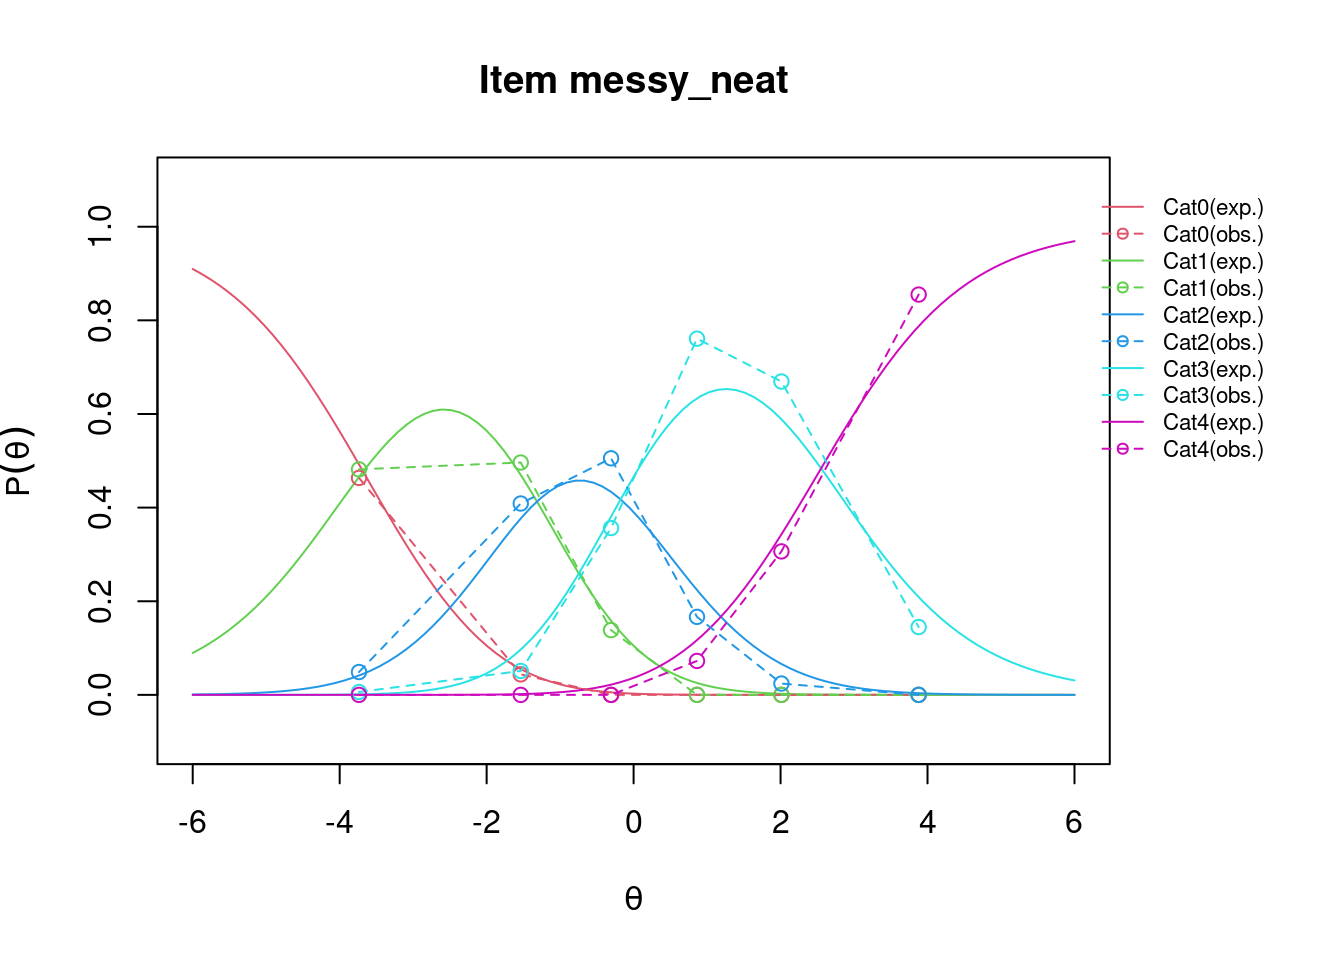 Item messy_neat
P(θ)
1.0
0.8
0.6
0.4
0.2
0.0
-6 -4 -2 0 2 4 6
θ
Cat0(exp.)
Cat0(obs.)
Cat1(exp.)
Cat1(obs.)
Cat2(exp.)
Cat2(obs.)
Cat3(exp.)
Cat3(obs.)
Cat4(exp.)
Cat4(obs.)